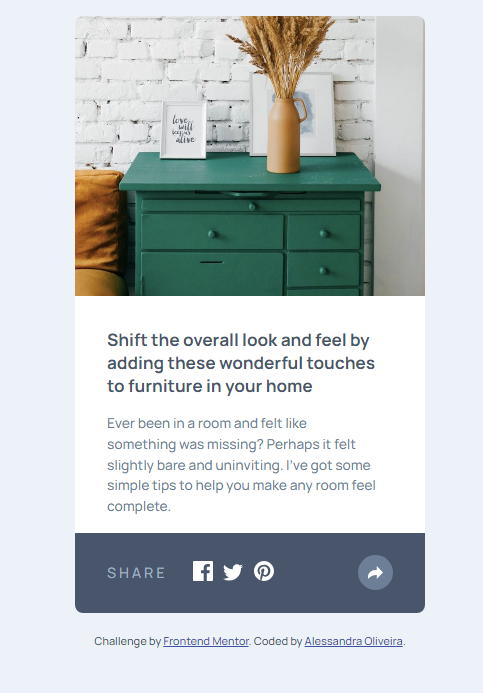 love
will
alive
Shift the overall look and feel by
adding these wonderful touches
to furniture in your home
Ever been in a room and felt like
something was missing? Perhaps it felt
slightly bare and uninviting. I've got some
simple tips to help you make any room feel
complete.
SHARE
Challenge by Frontend Mentor. Coded by Alessandra Oliveira.